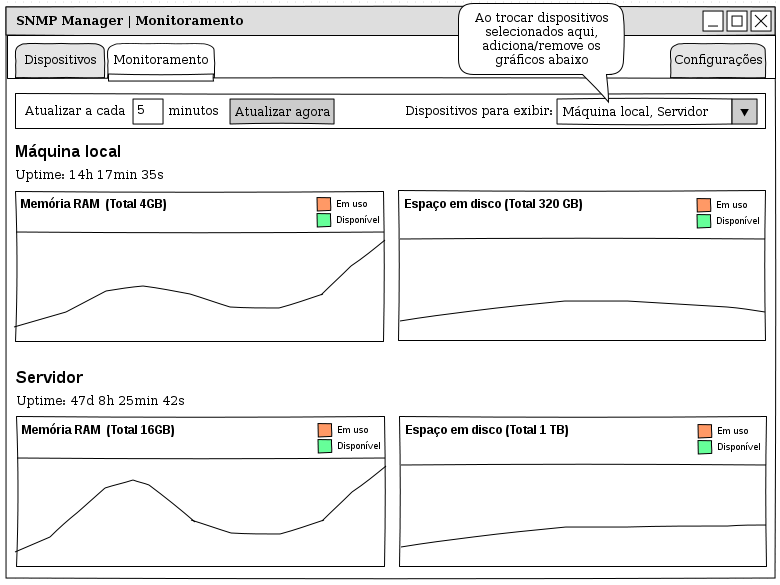 SNMP Manager | Monitoramento
Ao trocar dispositivos
selecionados aqui,
adiciona/remove os
gráficos abaixo
Dispositivos
Monitoramento
Configurações
Atualizar a cada 5 minutos
Atualizar agora
Dispositivos para exibir: Máquina local, Servidor
Máquina local
Uptime: 14h 17min 35s
Memória RAM (Total 4GB)
Em uso
Disponível
Espaço em disco (Total 320 GB)
Em uso
Disponível
Servidor
Uptime: 47d 8h 25min 42s
Memória RAM (Total 16GB)
Em uso
Disponível
Espaço em disco (Total 1 TB)
Em uso
Disponível